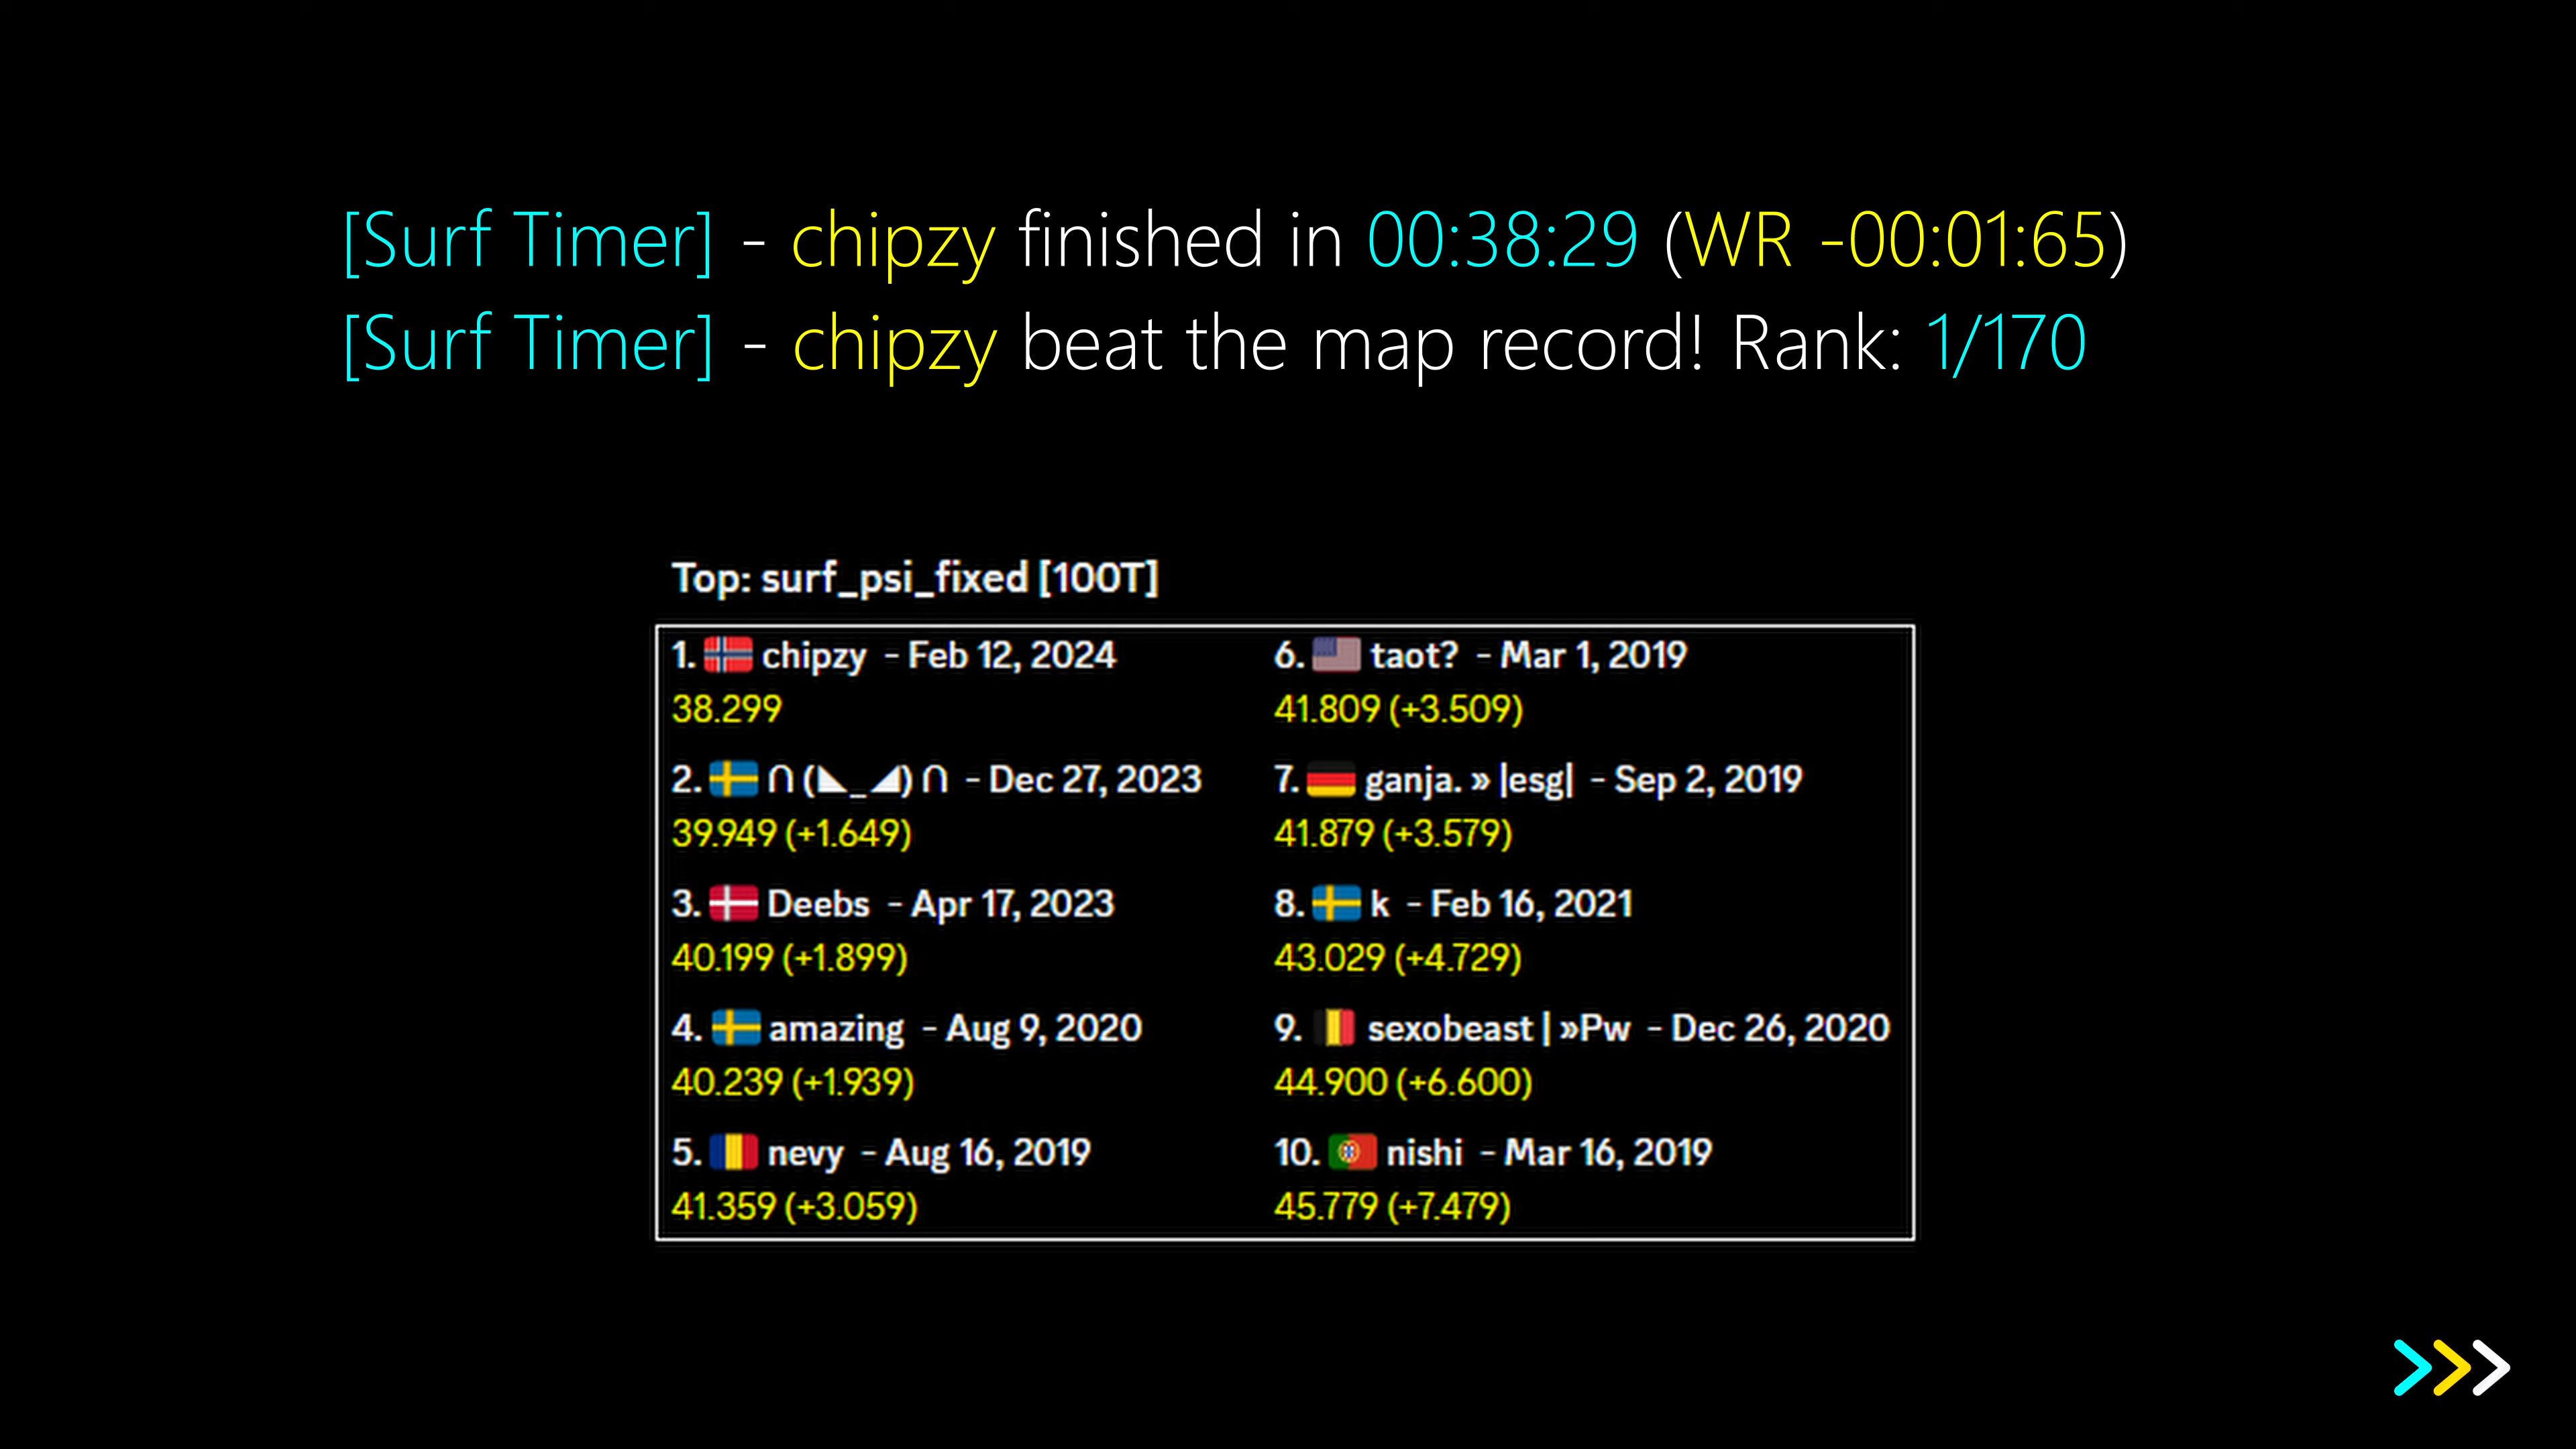 [Surf Timer] - chipzy finished in 00:38:29 (WR -00:01:65)
[Surf Timer] - chipzy beat the map record! Rank: 1/170
Top: surf_psi_fixed [100T]
1. chipzy - Feb 12, 2024
38.299
2. ∩ (◣_◢) ∩ - Dec 27, 2023
39.949 (+1.649)
3. Deebs - Apr 17, 2023
40.199 (+1.899)
4. amazing - Aug 9, 2020
40.239 (+1.939)
5. nevy - Aug 16, 2019
41.359 (+3.059)
6. taot? - Mar 1, 2019
41.809 (+3.509)
7. ganja. » |esg| - Sep 2, 2019
41.879 (+3.579)
8. k - Feb 16, 2021
43.029 (+4.729)
9. sexobeast | »Pw - Dec 26, 2020
44.900 (+6.600)
10. nishi - Mar 16, 2019
45.779 (+7.479)